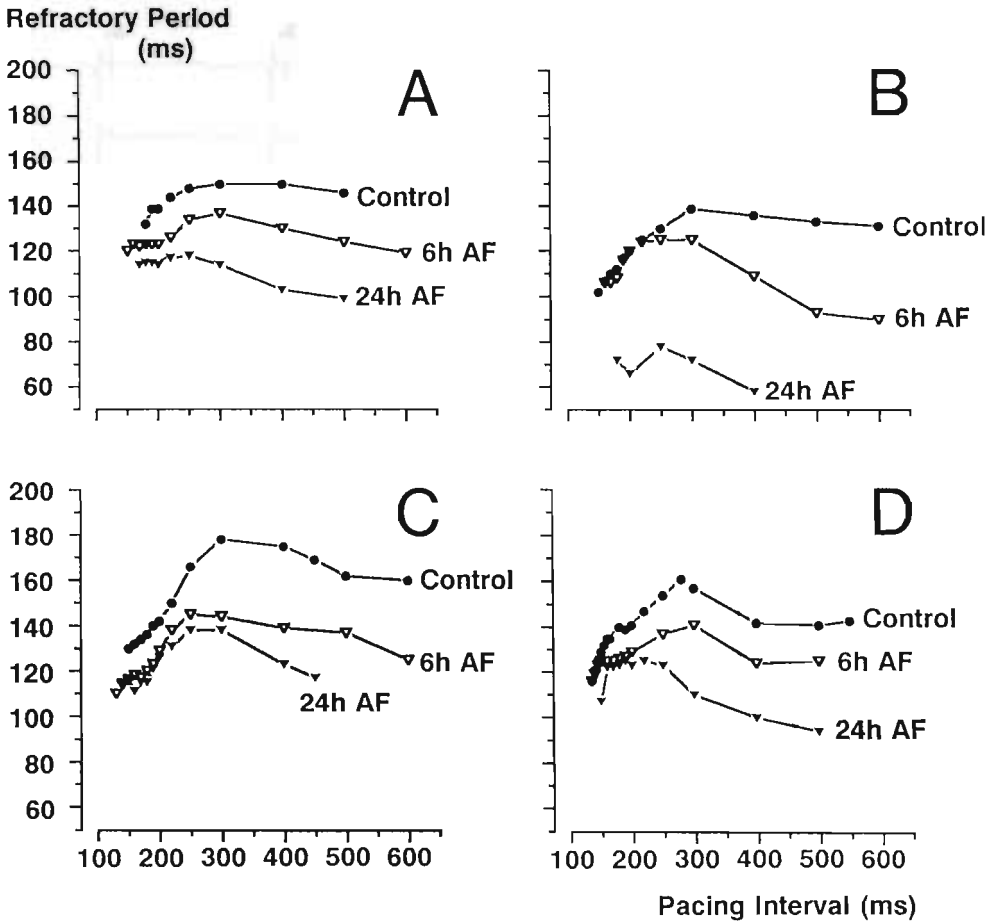 Refractory Period
(ms)
A
200
180
160
140
120
100
80
60
Control
6h AF
24h AF
B
Control
6h AF
24h AF
C
200
180
160
140
120
100
80
60
Control
6h AF
24h AF
100 200 300 400 500 600
D
Control
6h AF
24h AF
100 200 300 400 500 600
Pacing Interval (ms)